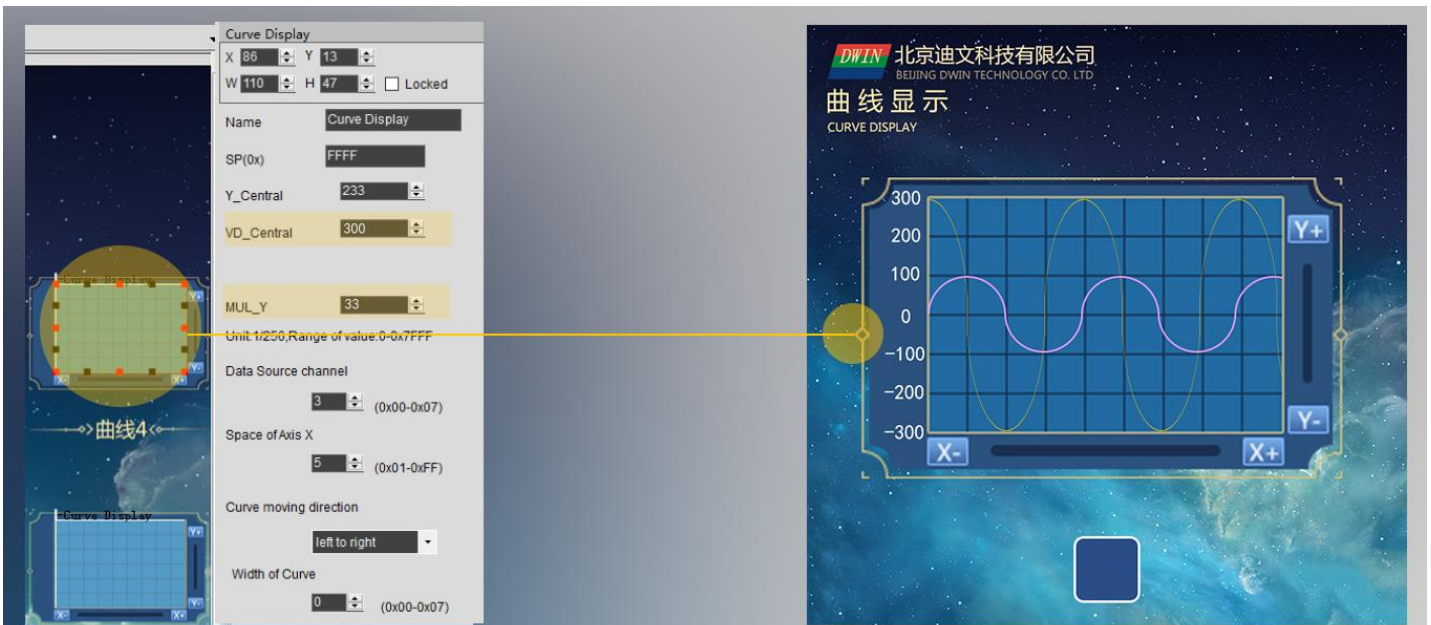 Curve Display
X 86 Y 13
W 110 H 47 Locked
Name Curve Display
SP(0x) FFFF
Y_Central 233
VD_Central 300
MUL_Y 33
Unit:1/256,Range of value:0-0x7FFF
Data Source channel
3 (0x00-0x07)
Space of Axis X
5 (0x01-0xFF)
Curve moving direction
left to right
Width of Curve
0 (0x00-0x07)
=Curve Display
Y+
Y-
X- X+
曲线4
=Curve Display
Y+
Y-
X- X+
DWIN 北京迪文科技有限公司
BEIJING DWIN TECHNOLOGY CO. LTD
曲线显示
CURVE DISPLAY
300
200
100
0
-100
-200
-300
Y+
Y-
X- X+